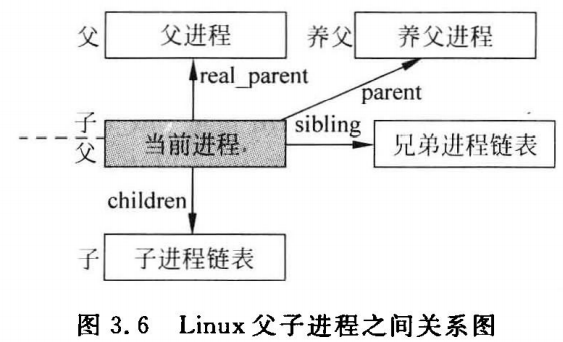 父 父进程 养父 养父进程
real_parent
parent
子
父 当前进程 sibling 兄弟进程链表
children
子 子进程链表
图 3.6 Linux 父子进程之间关系图